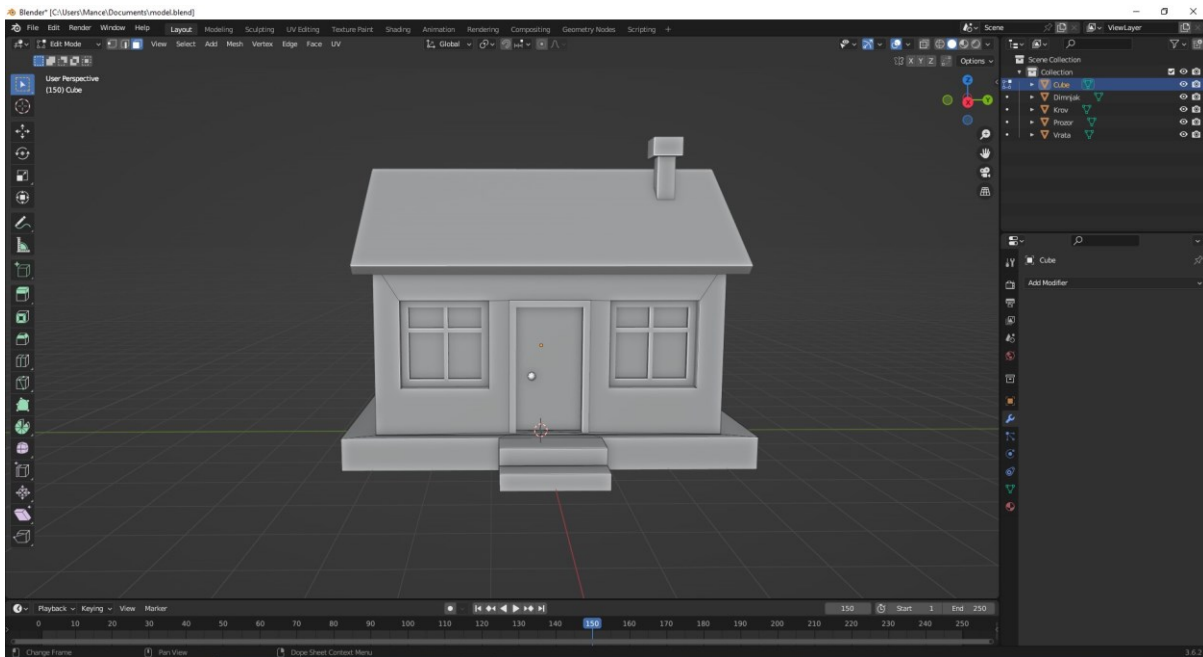 Blender* [C:\Users\Mance\Documents\model.blend]
File Edit Render Window Help Layout Modeling Sculpting UV Editing Texture Paint Shading Animation Rendering Compositing Geometry Nodes Scripting + Scene ViewLayer
Edit Mode View Select Add Mesh Vertex Edge Face UV Global
X Y Z Options
User Perspective
(150) Cube
Z
X Y
Scene Collection
Collection
Cube
Dimnjak
Krov
Prozor
Vrata
Cube
Add Modifier
Playback Keying View Marker 150 Start 1 End 250
0 10 20 30 40 50 60 70 80 90 100 110 120 130 140 150 160 170 180 190 200 210 220 230 240 250
Change Frame Pan View Dope Sheet Context Menu 3.6.2